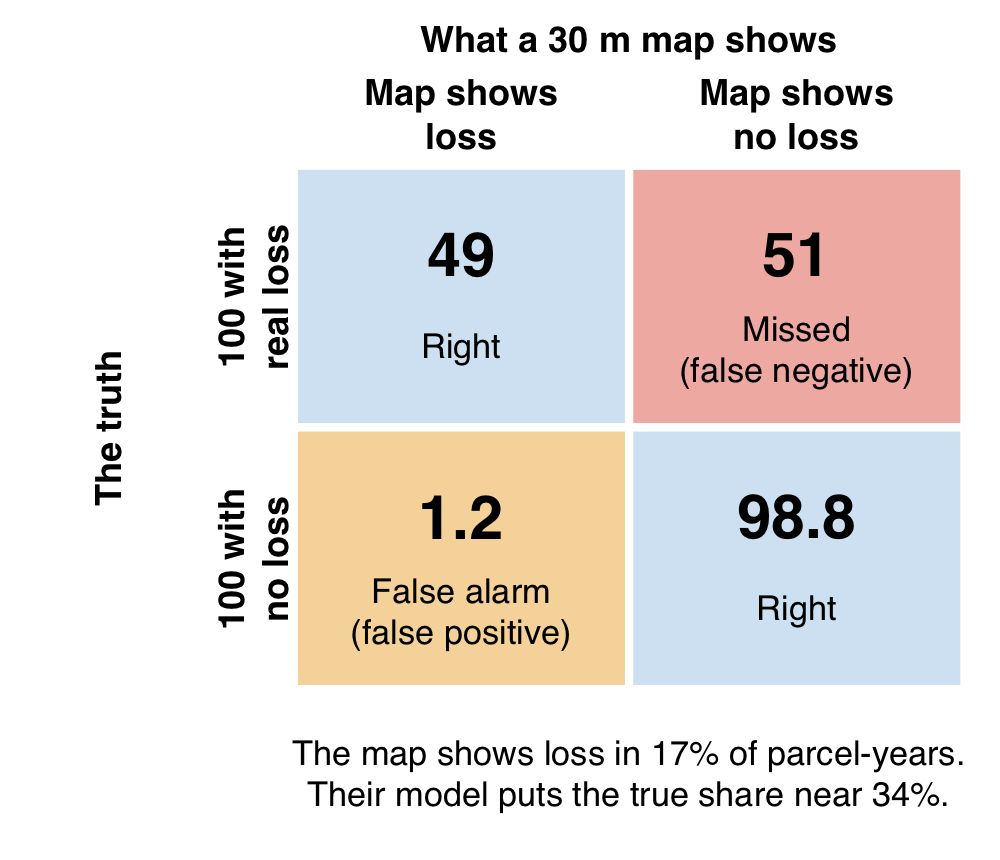 What a 30 m map shows
Map shows
loss
Map shows
no loss
The truth
100 with
real loss
49
Right
51
Missed
(false negative)
100 with
no loss
1.2
False alarm
(false positive)
98.8
Right
The map shows loss in 17% of parcel-years.
Their model puts the true share near 34%.